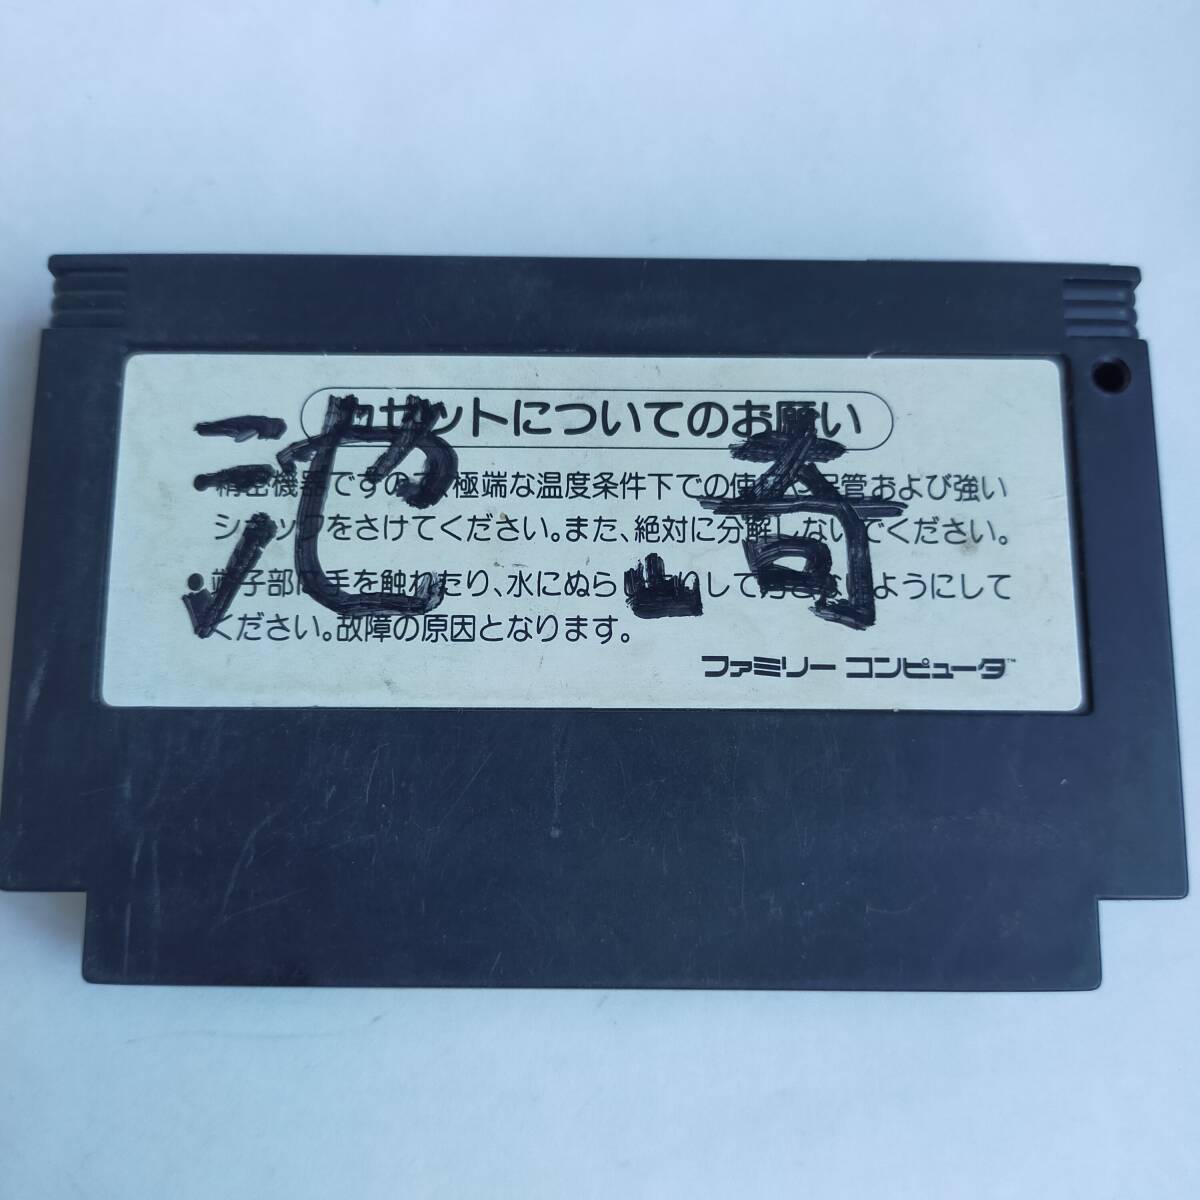 カセットについてのお願い
精密機器ですので、極端な温度条件下での使用や保管および強い
ショックをさけてください。また、絶対に分解しないでください。
端子部に手を触れたり、水にぬらしたりして汚さないようにして
ください。故障の原因となります。
ファミリー コンピュータ™
池崎